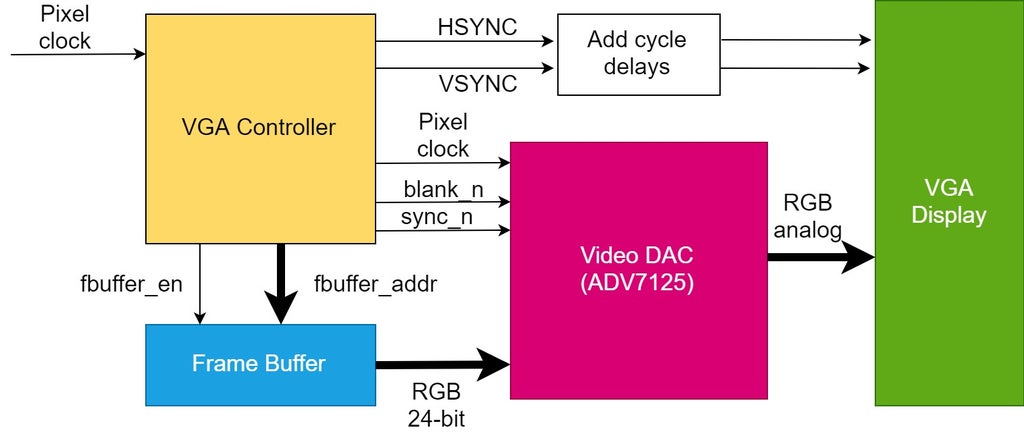 Pixel
clock
HSYNC
VSYNC
Add cycle
delays
VGA Controller
Pixel
clock
blank_n
sync_n
VGA
Display
RGB
analog
Video DAC
(ADV7125)
fbuffer_en
fbuffer_addr
Frame Buffer
RGB
24-bit